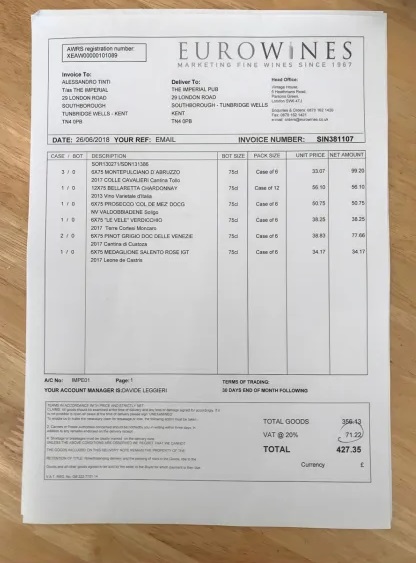 AWRS registration number:
XEAW00000101089
EUROWINES
MARKETING FINE WINES SINCE 1967
Invoice To:
ALESSANDRO TINTI
T/as THE IMPERIAL
29 LONDON ROAD
SOUTHBOROUGH
TUNBRIDGE WELLS - KENT
TN4 0PB
Deliver To:
THE IMPERIAL PUB
29 LONDON ROAD
SOUTHBOROUGH - TUNBRIDGE WELLS
KENT
TN4 0PB
Head Office:
Vintage House
Parsons Green
London SW6 4TJ
DATE: 26/06/2018 YOUR REF: EMAIL INVOICE NUMBER: SIN381107
CASE / BOT DESCRIPTION BOT SIZE PACK SIZE UNIT PRICE NET AMOUNT
SOR130271/SDN131386
3 / 0 6X75 MONTEPULCIANO D'ABRUZZO 75cl Case of 6 33.07 99.20
2017 COLLE CAVALIERI Cantina Tollo
1 / 0 12X75 BELLARETTA CHARDONNAY 75cl Case of 12 56.10 56.10
2013 Vino Varietale d'Italia
1 / 0 6X75 PROSECCO 'COL DE MEZ' DOCG 75cl Case of 6 50.75 50.75
NV VALDOBBIADENE Soligo
1 / 0 6X75 "LE VELE" VERDICCHIO 75cl Case of 6 38.25 38.25
2017 Terre Cortesi Moncaro
2 / 0 6X75 PINOT GRIGIO DOC DELLE VENEZIE 75cl Case of 6 38.83 77.66
2017 Cantina di Custoza
1 / 0 6X75 MEDAGLIONE SALENTO ROSE IGT 75cl Case of 6 34.17 34.17
2017 Leone de Castris
A/C No: IMPE01 Page: 1 TERMS OF TRADING:
YOUR ACCOUNT MANAGER IS: DAVIDE LEGGIERI 30 DAYS END OF MONTH FOLLOWING
TOTAL GOODS 356.13
VAT @ 20% 71.22
TOTAL 427.35
Currency £